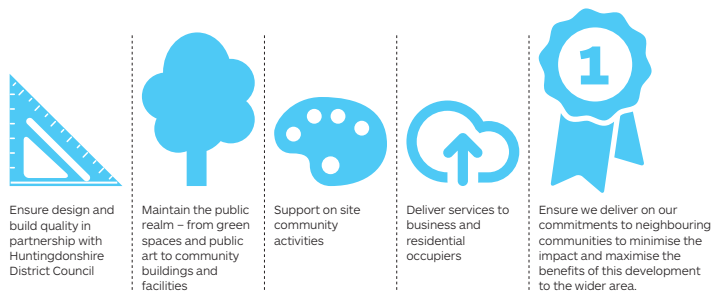 1
Ensure design and
build quality in
partnership with
Huntingdonshire
District Council
Maintain the public
realm – from green
spaces and public
art to community
buildings and
facilities
Support on site
community
activities
Deliver services to
business and
residential
occupiers
Ensure we deliver on our
commitments to neighbouring
communities to minimise the
impact and maximise the
benefits of this development
to the wider area.